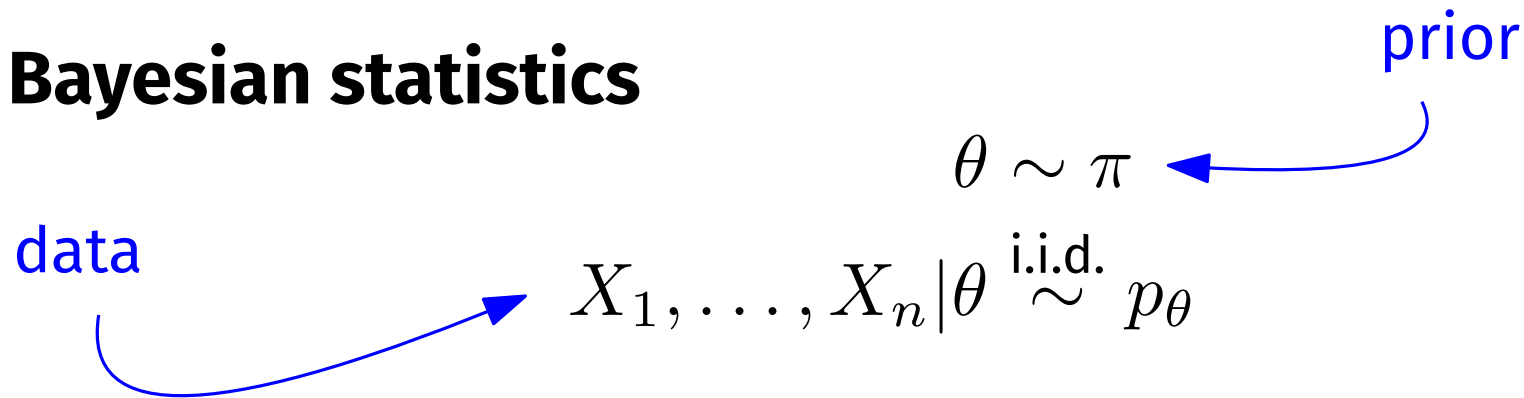 prior
Bayesian statistics
θ ∼ π
data
X₁, . . . , Xₙ|θ i.i.d. ∼ p_θ